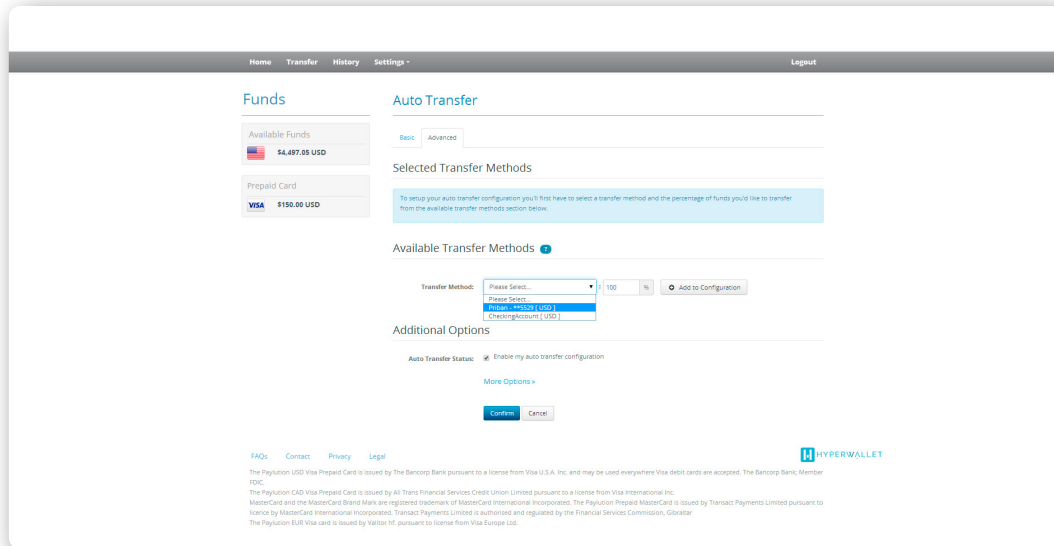 Home Transfer History Settings
Logout
Funds
Available Funds
$4,497.05 USD
Prepaid Card
VISA $150.00 USD
Auto Transfer
Basic Advanced
Selected Transfer Methods
To setup your auto transfer configuration you'll first have to select a transfer method and the percentage of funds you'd like to transfer
from the available transfer methods section below.
Available Transfer Methods ?
Transfer Method: Please Select... : 100 % Add to Configuration
Please Select...
Priban - **5529 [ USD ]
CheckingAccount [ USD ]
Additional Options
Auto Transfer Status: Enable my auto transfer configuration
More Options »
Confirm Cancel
FAQs Contact Privacy Legal
HYPERWALLET
The Paylution USD Visa Prepaid Card is issued by The Bancorp Bank pursuant to a license from Visa U.S.A. Inc. and may be used everywhere Visa debit cards are accepted. The Bancorp Bank; Member
FDIC.
The Paylution CAD Visa Prepaid Card is issued by All Trans Financial Services Credit Union Limited pursuant to a license from Visa International Inc.
MasterCard and the MasterCard Brand Mark are registered trademark of MasterCard International Incorporated. The Paylution Prepaid MasterCard is issued by Transact Payments Limited pursuant to
licence by MasterCard International Incorporated. Transact Payments Limited is authorised and regulated by the Financial Services Commission, Gibraltar
The Paylution EUR Visa card is issued by Valitor hf. pursuant to license from Visa Europe Ltd.